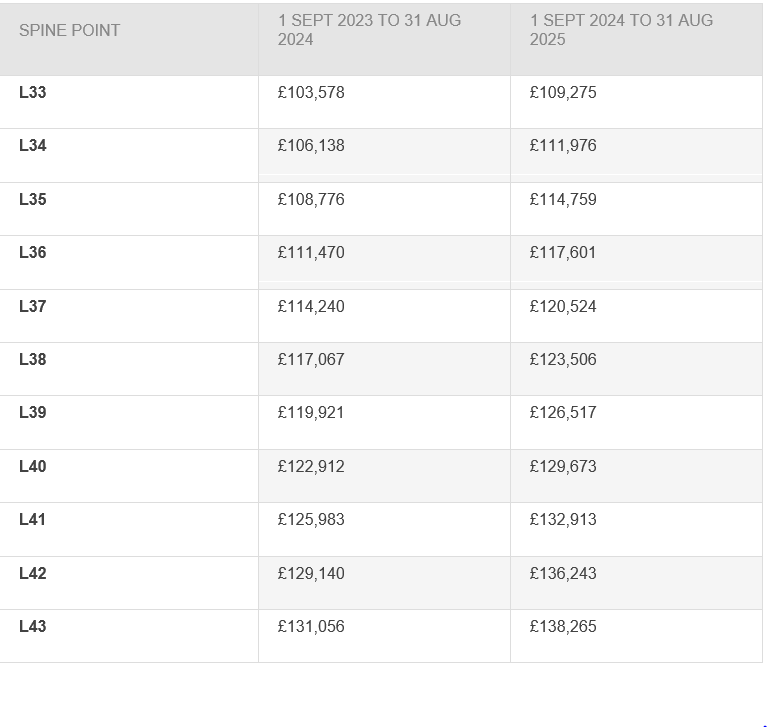 SPINE POINT 1 SEPT 2023 TO 31 AUG 2024 1 SEPT 2024 TO 31 AUG 2025
L33 £103,578 £109,275
L34 £106,138 £111,976
L35 £108,776 £114,759
L36 £111,470 £117,601
L37 £114,240 £120,524
L38 £117,067 £123,506
L39 £119,921 £126,517
L40 £122,912 £129,673
L41 £125,983 £132,913
L42 £129,140 £136,243
L43 £131,056 £138,265